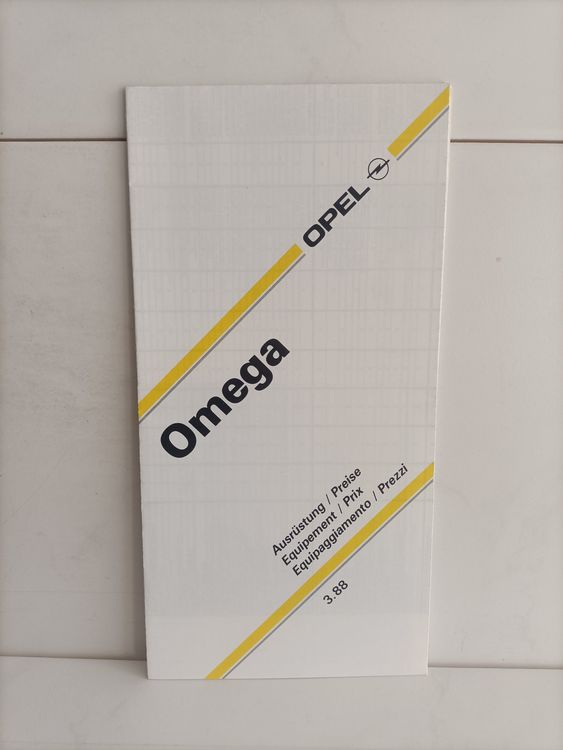 OPEL
Omega
Ausrüstung / Preise
Equipement / Prix
Equipaggiamento / Prezzi
3.88